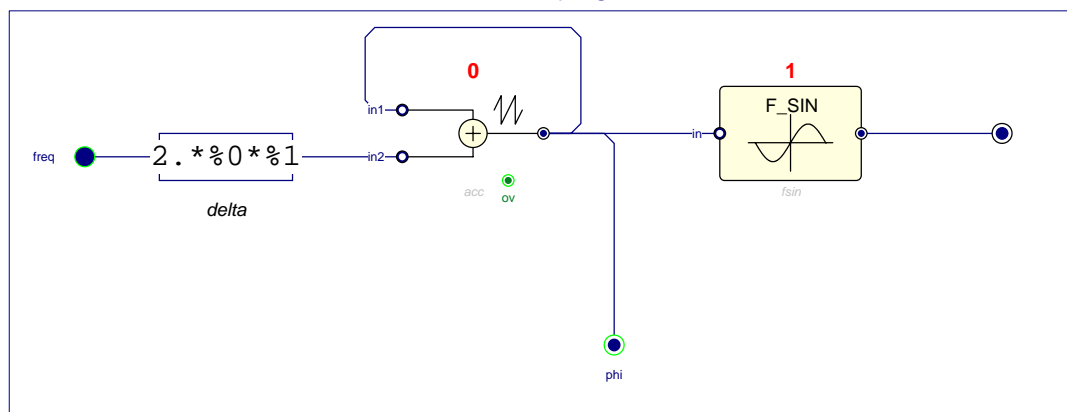 0
1
F_SIN
in1
in
freq
2.*%0*%1
in2
acc
ov
fsin
delta
phi